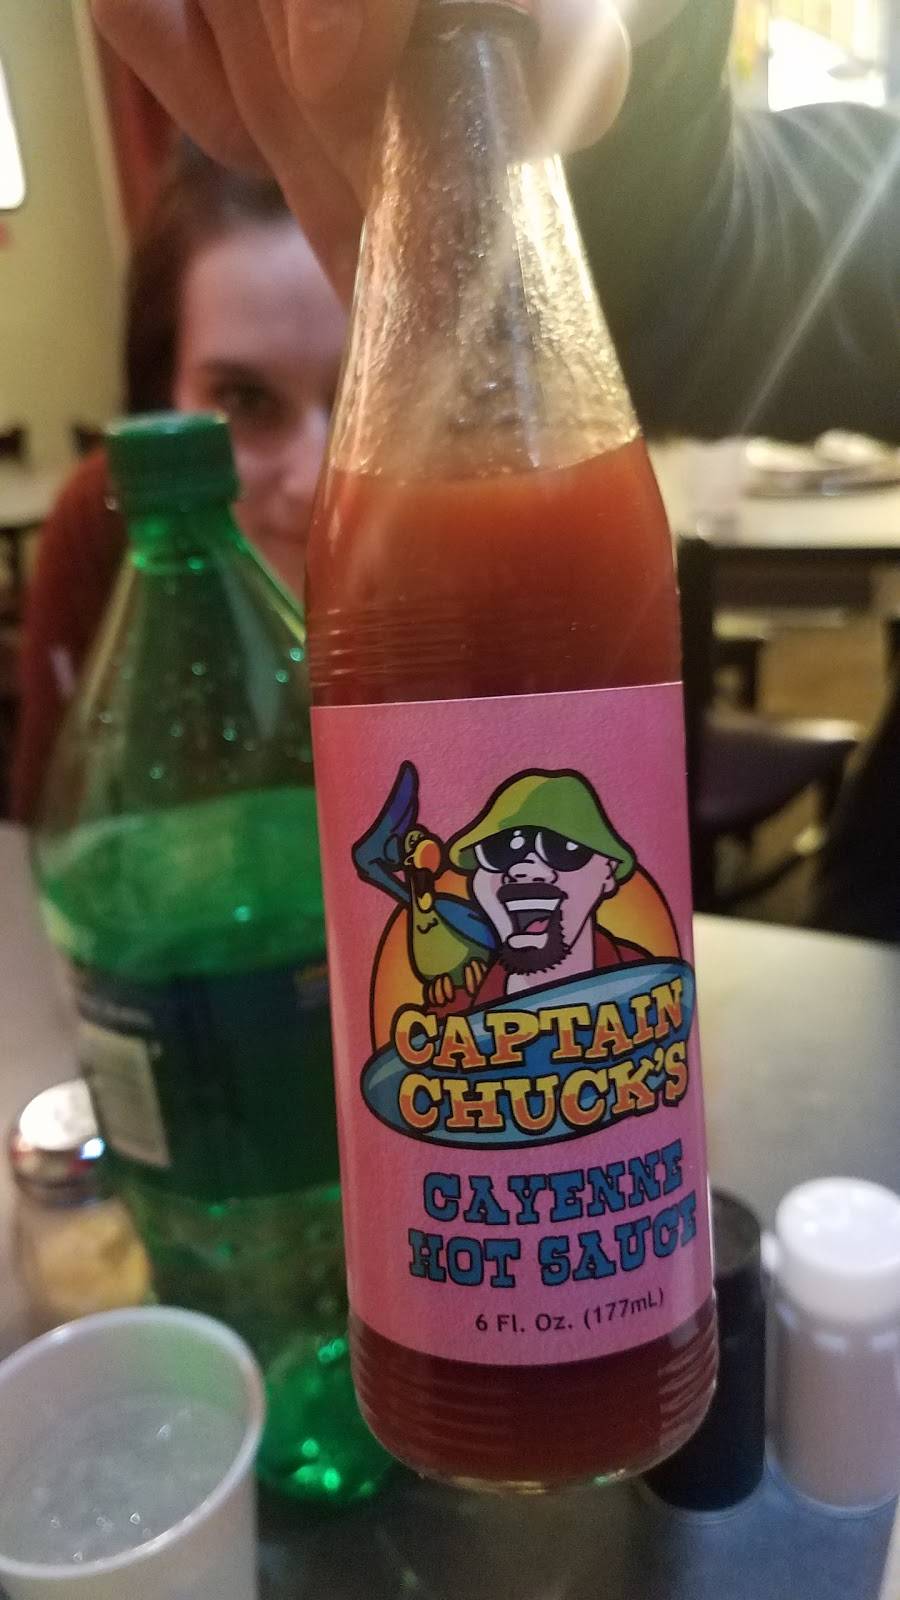 CAPTAIN
CHUCK'S
CAYENNE
HOT SAUCE
6 Fl. Oz. (177mL)